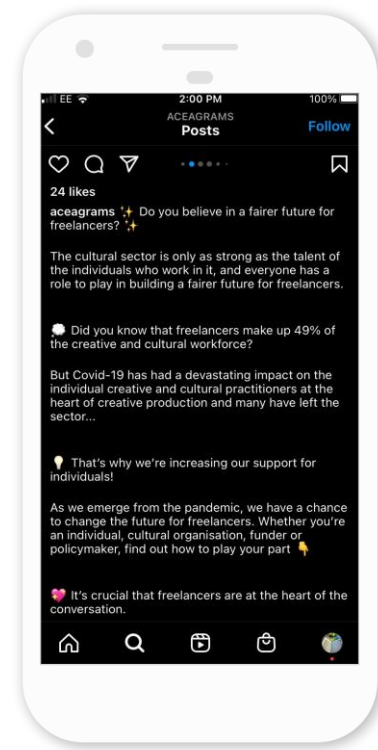 EE 2:00 PM 100%
ACEAGRAMS
Posts
Follow
24 likes
aceagrams ✨ Do you believe in a fairer future for
freelancers? ✨
The cultural sector is only as strong as the talent of
the individuals who work in it, and everyone has a
role to play in building a fairer future for freelancers.
💭 Did you know that freelancers make up 49% of
the creative and cultural workforce?
But Covid-19 has had a devastating impact on the
individual creative and cultural practitioners at the
heart of creative production and many have left the
sector...
💡 That's why we're increasing our support for
individuals!
As we emerge from the pandemic, we have a chance
to change the future for freelancers. Whether you're
an individual, cultural organisation, funder or
policymaker, find out how to play your part 👇
💖 It's crucial that freelancers are at the heart of the
conversation.